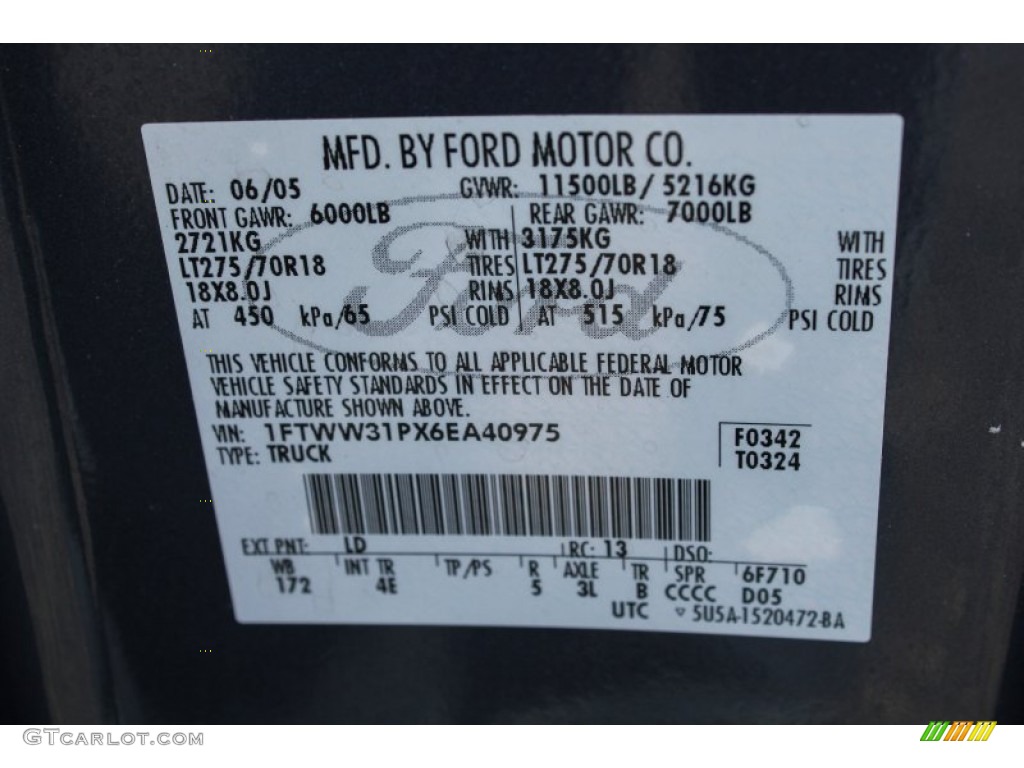 MFD. BY FORD MOTOR CO.
DATE: 06/05 GVWR: 11500LB/ 5216KG
FRONT GAWR: 6000LB REAR GAWR: 7000LB
2721KG WITH 3175KG WITH
LT275/70R18 TIRES LT275/70R18 TIRES
18X8.0J RIMS 18X8.0J RIMS
AT 450 kPa/65 PSI COLD AT 515 kPa/75 PSI COLD
Ford
THIS VEHICLE CONFORMS TO ALL APPLICABLE FEDERAL MOTOR
VEHICLE SAFETY STANDARDS IN EFFECT ON THE DATE OF
MANUFACTURE SHOWN ABOVE.
VIN: 1FTWW31PX6EA40975 F0342
TYPE: TRUCK T0324
EXT PNT: LD RC: 13 DSO:
WB INT TR TP/PS R AXLE TR SPR 6F710
172 4E 5 3L B CCCC D05
UTC ▽ 5U5A-1520472-BA
GTCarLot.com